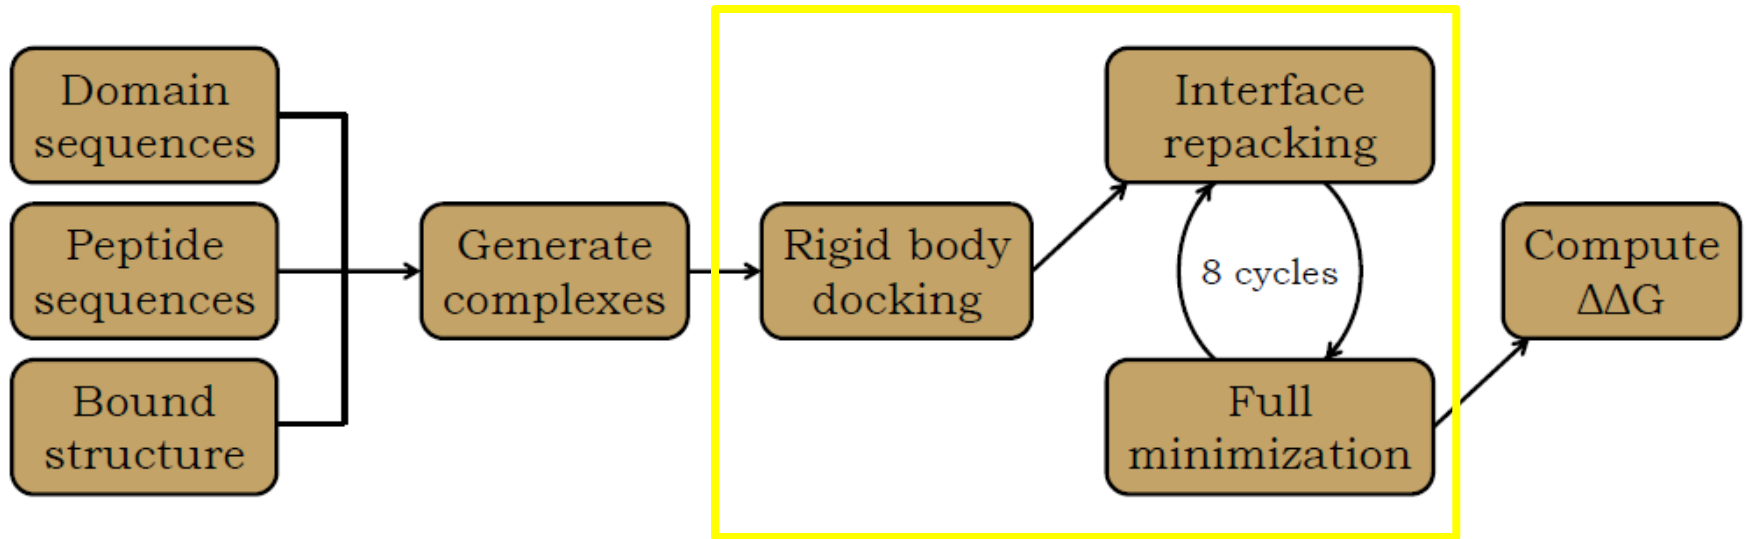 Domain
sequences
Peptide
sequences
Bound
structure
Generate
complexes
Rigid body
docking
Interface
repacking
8 cycles
Full
minimization
Compute
ΔΔG